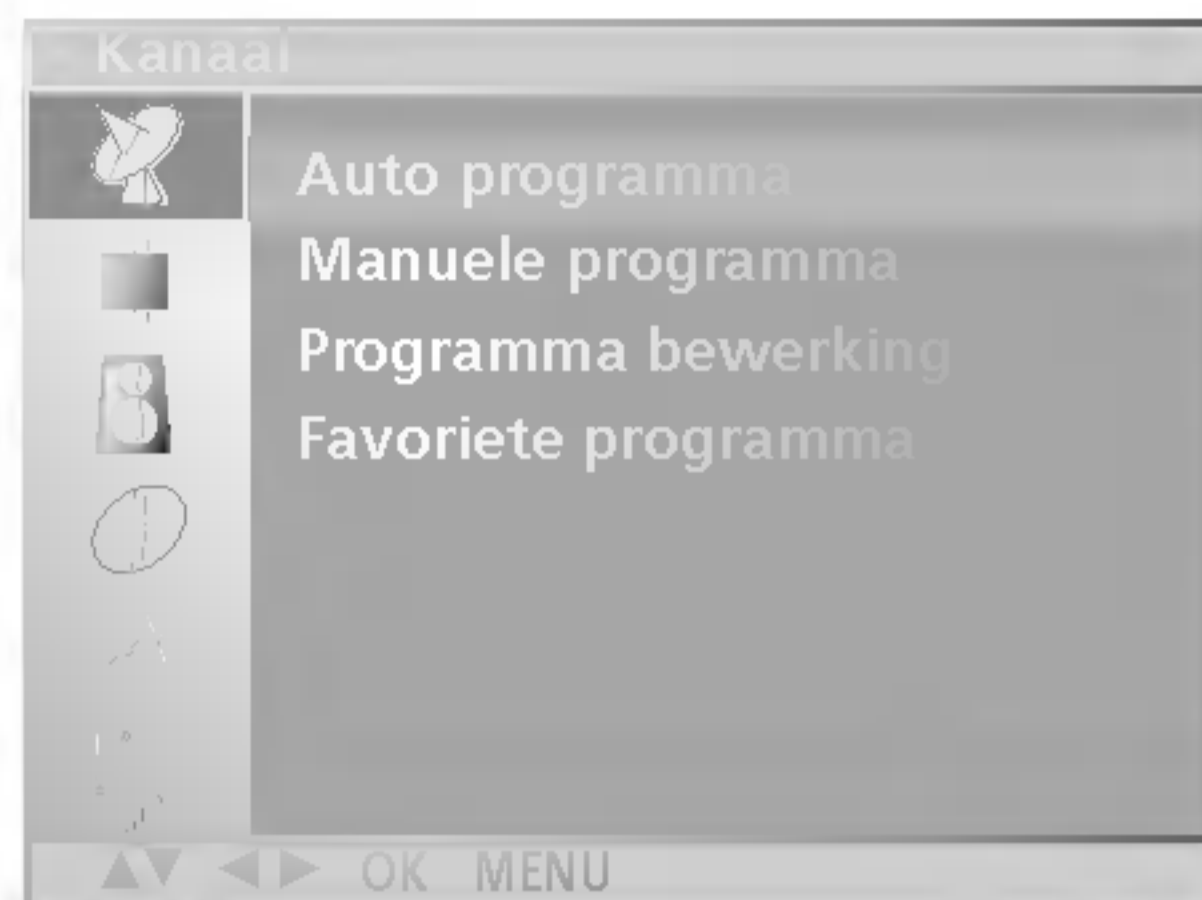 Kanaal
Auto programma
Manuele programma
Programma bewerking
Favoriete programma
▲▼ ◀▶ OK MENU